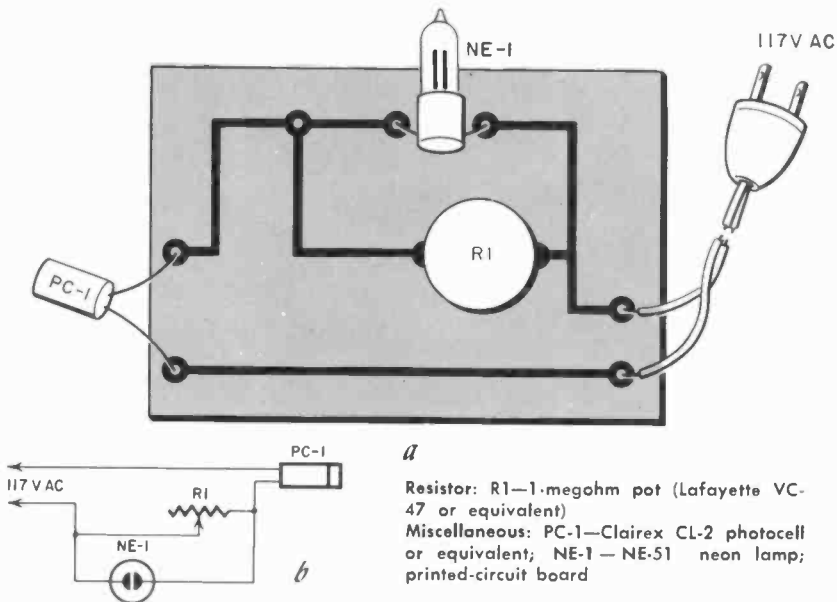 NE-1
117V AC
R1
PC-1
a
PC-1
117 V AC
R1
NE-1
b
Resistor: R1—1-megohm pot (Lafayette VC-
47 or equivalent)
Miscellaneous: PC-1—Clairex CL-2 photocell
or equivalent; NE-1 — NE-51 neon lamp;
printed-circuit board